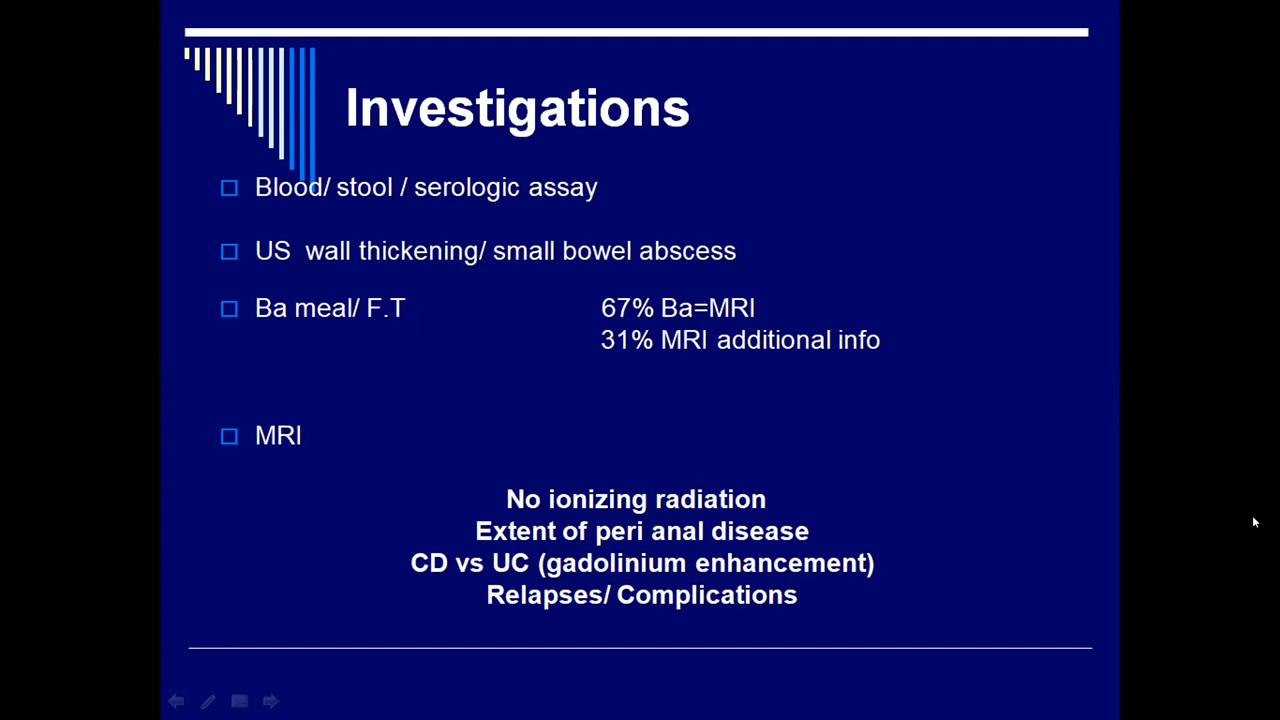 Investigations
Blood/ stool / serologic assay
US  wall thickening/ small bowel abscess
Ba meal/ F.T 67% Ba=MRI
31% MRI additional info
MRI
No ionizing radiation
Extent of peri anal disease
CD vs UC (gadolinium enhancement)
Relapses/ Complications